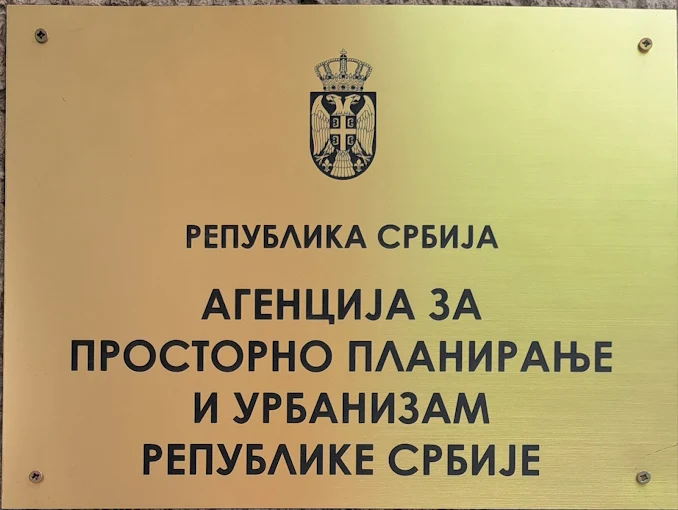 РЕПУБЛИКА СРБИЈА
АГЕНЦИЈА ЗА
ПРОСТОРНО ПЛАНИРАЊЕ
И УРБАНИЗАМ
РЕПУБЛИКЕ СРБИЈЕ